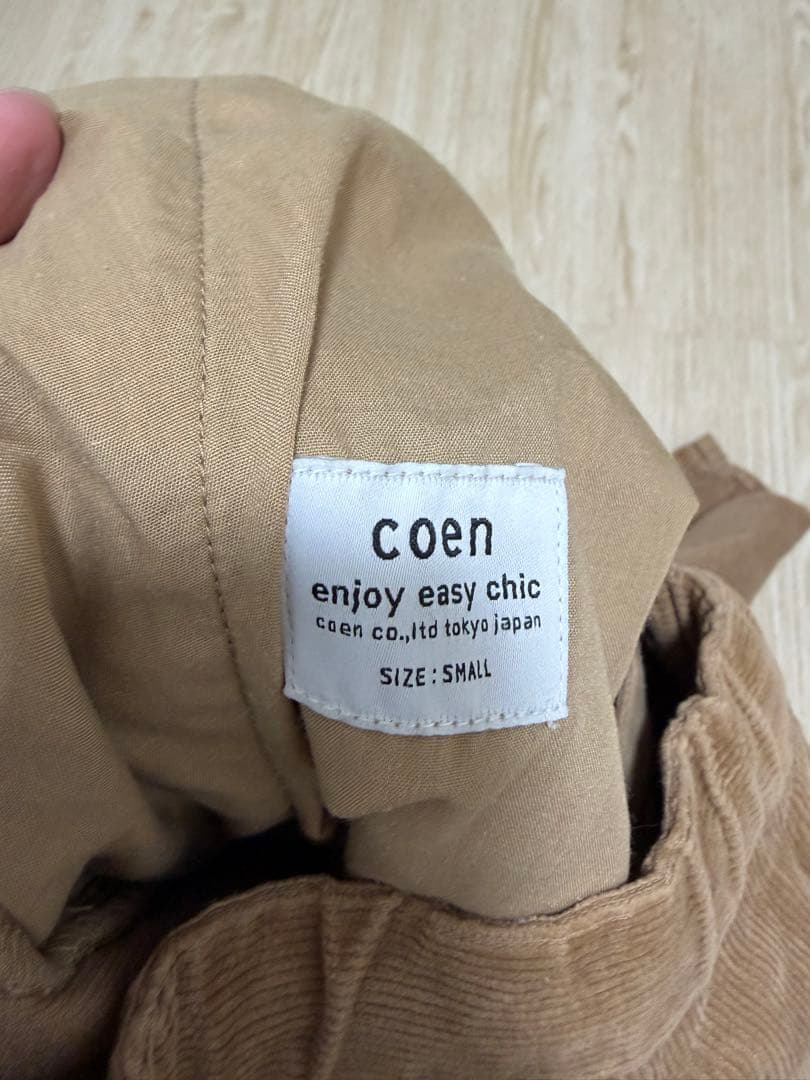 coen
enjoy easy chic
coen co.,ltd tokyo japan
SIZE : SMALL